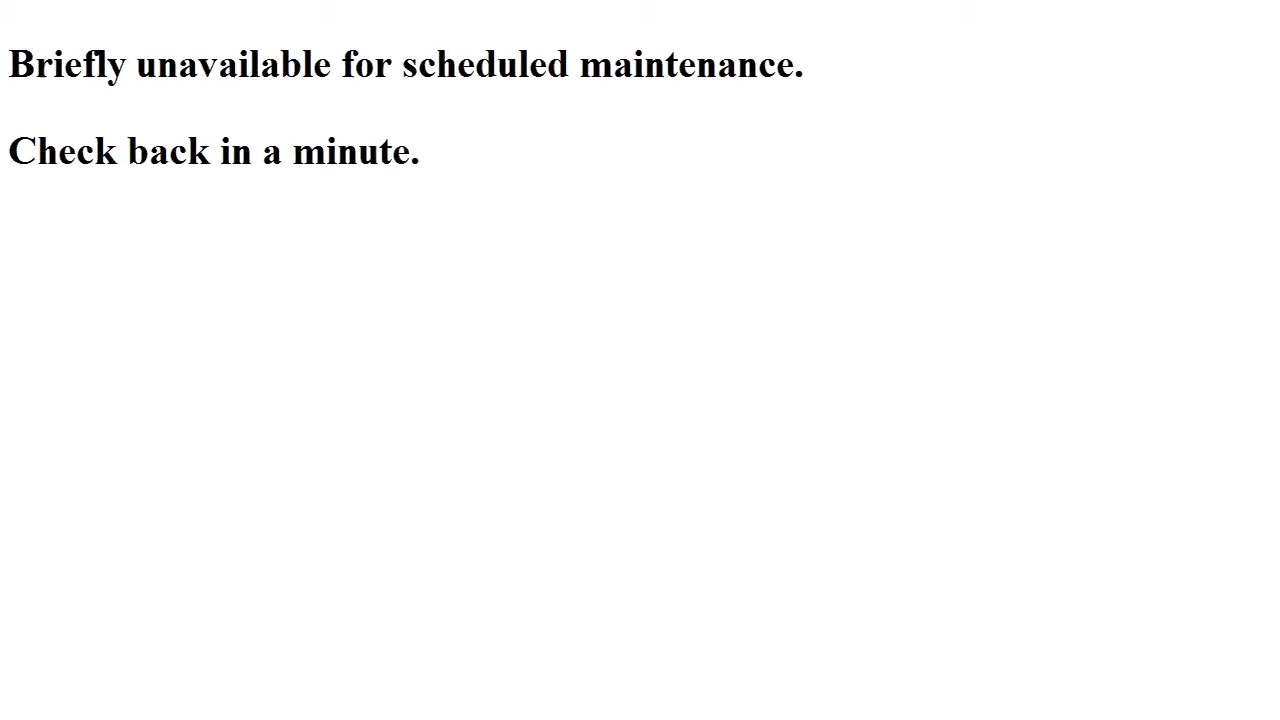 Briefly unavailable for scheduled maintenance.
Check back in a minute.